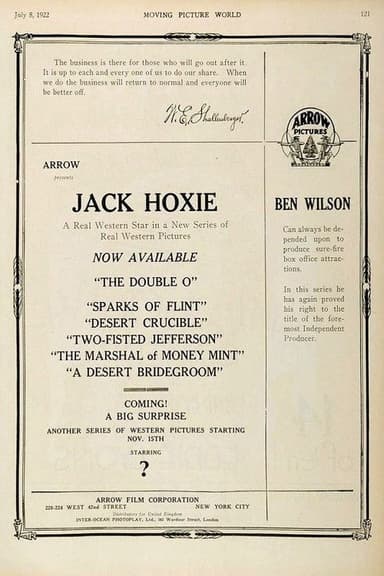 July 8, 1922
MOVING PICTURE WORLD
121
The business is there for those who will go out after it.
It is up to each and every one of us to do our share. When
we do the business will return to normal and everyone will
be better off.
W. E. Shallenberger.
ARROW
PICTURES
ARROW
presents
JACK HOXIE
A Real Western Star in a New Series of
Real Western Pictures
NOW AVAILABLE
"THE DOUBLE O"
"SPARKS OF FLINT"
"DESERT CRUCIBLE"
"TWO-FISTED JEFFERSON"
"THE MARSHAL of MONEY MINT"
"A DESERT BRIDEGROOM"
COMING!
A BIG SURPRISE
ANOTHER SERIES OF WESTERN PICTURES STARTING
NOV. 15TH
STARRING
?
BEN WILSON
Can always be de-
pended upon to
produce sure-fire
box office attrac-
tions.
In this series he
has again proved
his right to the
title of the fore-
most Independent
Producer.
ARROW FILM CORPORATION
220-224 WEST 42nd STREET NEW YORK CITY
Distributors for United Kingdom
INTER-OCEAN PHOTOPLAY, Ltd., 162 Wardour Street, London